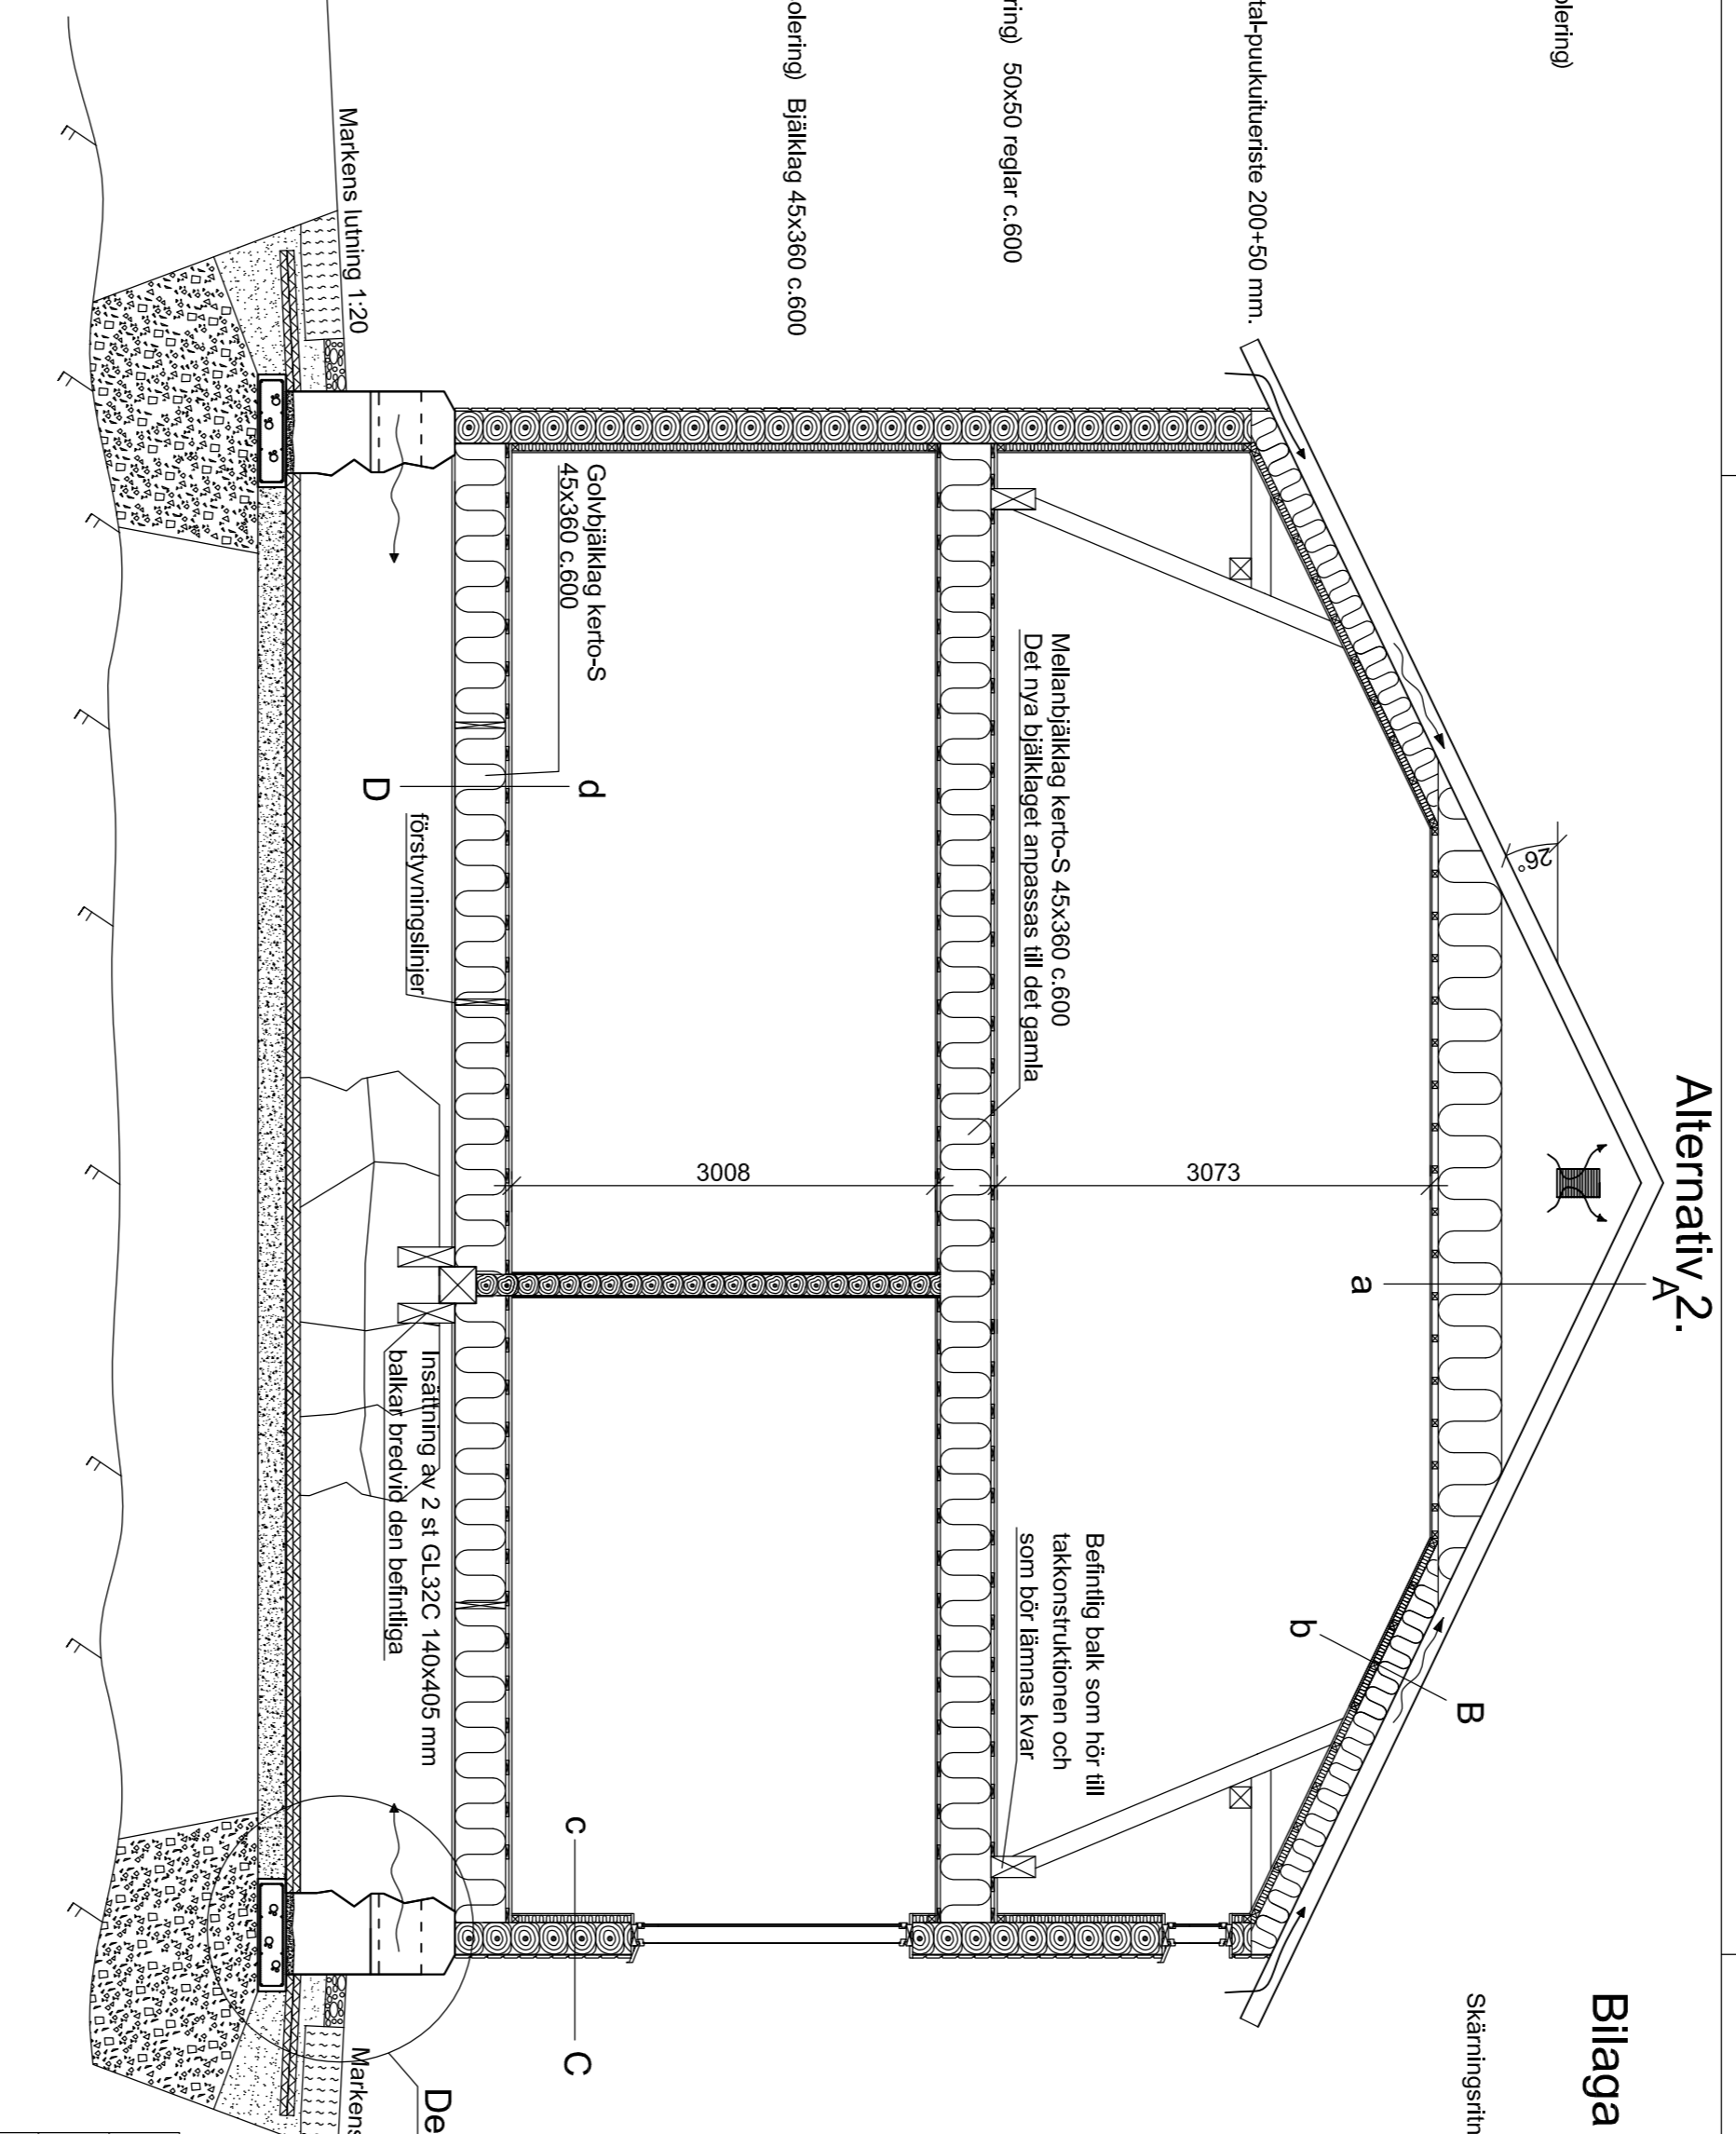 Alternativ 2.
Bilaga
Skärningsritn
olering)
tal-puukuitueriste 200+50 mm.
ring) 50x50 reglar c.600
olering) Bjälklag 45x360 c.600
A
a
26°
B
b
Befintlig balk som hör till
takkonstruktionen och
som bör lämnas kvar
3073
Mellanbjälklag kerto-S 45x360 c.600
Det nya bjälklaget anpassas till det gamla
3008
Golvbjälklag kerto-S
45x360 c.600
d
D
c
C
förstyvningslinjer
Insättning av 2 st GL32C 140x405 mm
balkar bredvid den befintliga
Markens lutning 1:20
Markens
De